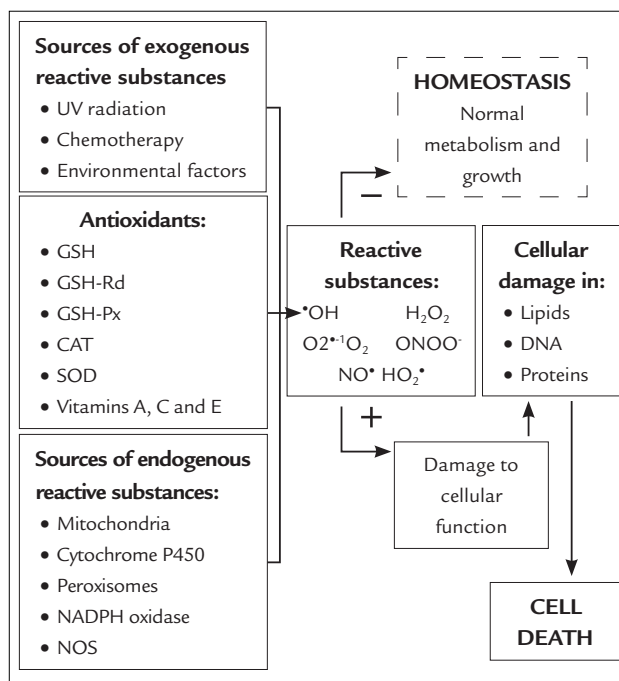 Sources of exogenous
reactive substances
• UV radiation
• Chemotherapy
• Environmental factors
Antioxidants:
• GSH
• GSH-Rd
• GSH-Px
• CAT
• SOD
• Vitamins A, C and E
Sources of endogenous
reactive substances:
• Mitochondria
• Cytochrome P450
• Peroxisomes
• NADPH oxidase
• NOS
HOMEOSTASIS
Normal
metabolism and
growth
−
Reactive
substances:
•OH H₂O₂
O2•⁻¹O₂ ONOO⁻
NO• HO₂•
+
Cellular
damage in:
• Lipids
• DNA
• Proteins
Damage to
cellular
function
CELL
DEATH